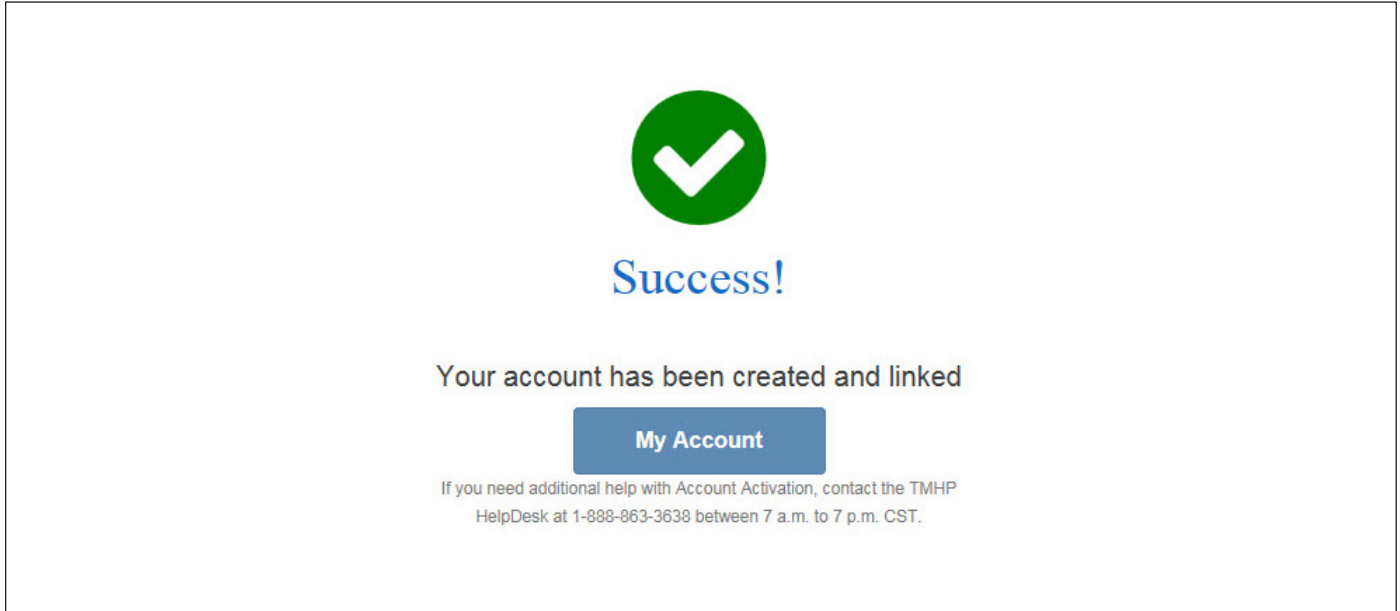 Success!
Your account has been created and linked
My Account
If you need additional help with Account Activation, contact the TMHP
HelpDesk at 1-888-863-3638 between 7 a.m. to 7 p.m. CST.